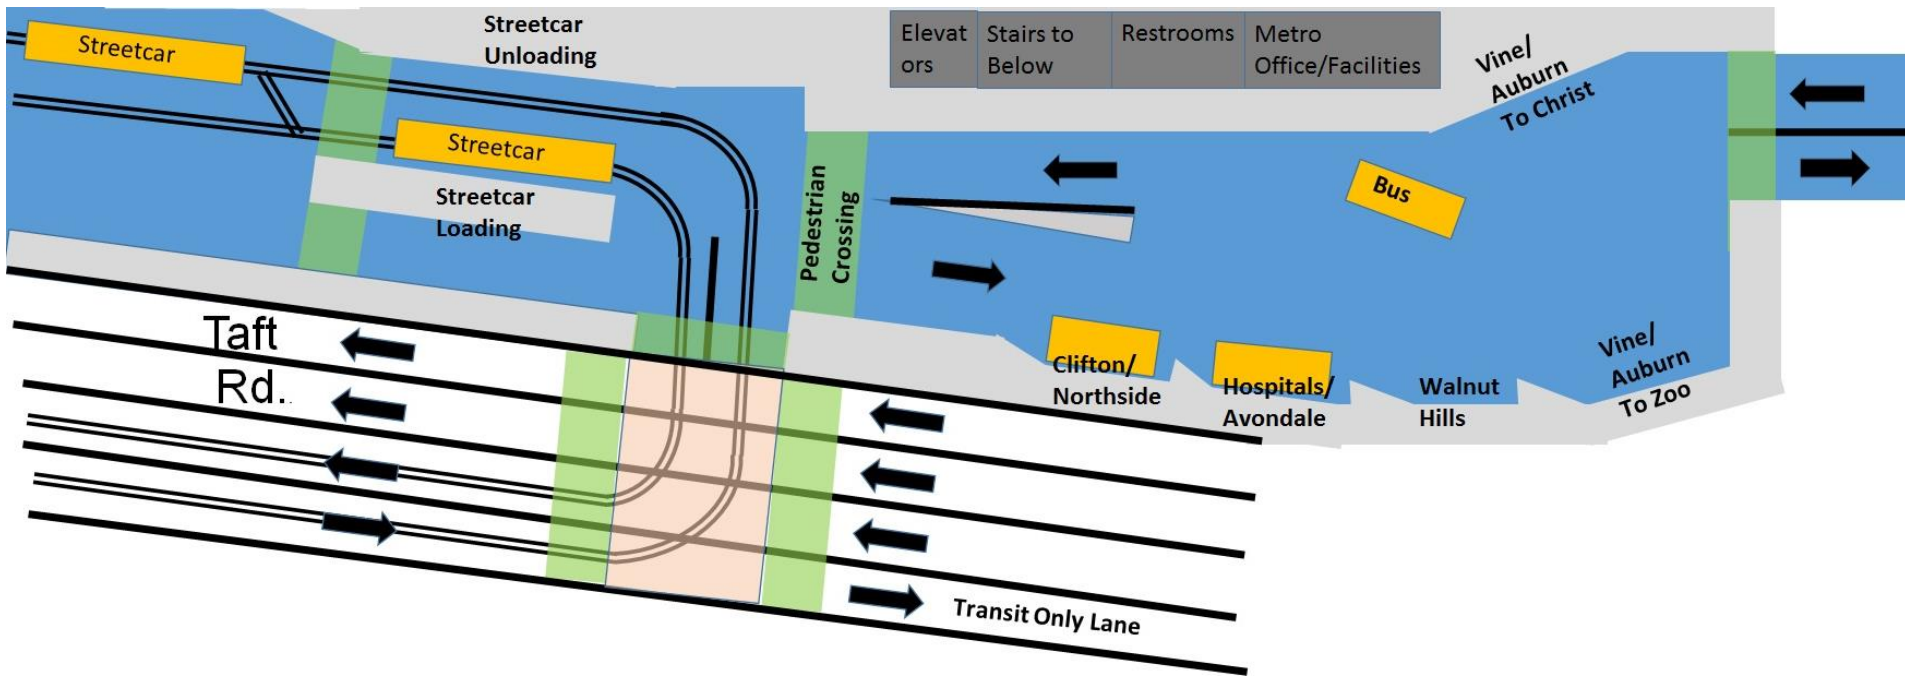 Streetcar
Streetcar
Unloading
Elevat
ors
Stairs to
Below
Restrooms
Metro
Office/Facilities
Vine/
Auburn
To Christ
Streetcar
Streetcar
Loading
Pedestrian
Crossing
Bus
Taft
Rd..
Clifton/
Northside
Hospitals/
Avondale
Walnut
Hills
Vine/
Auburn
To Zoo
Transit Only Lane